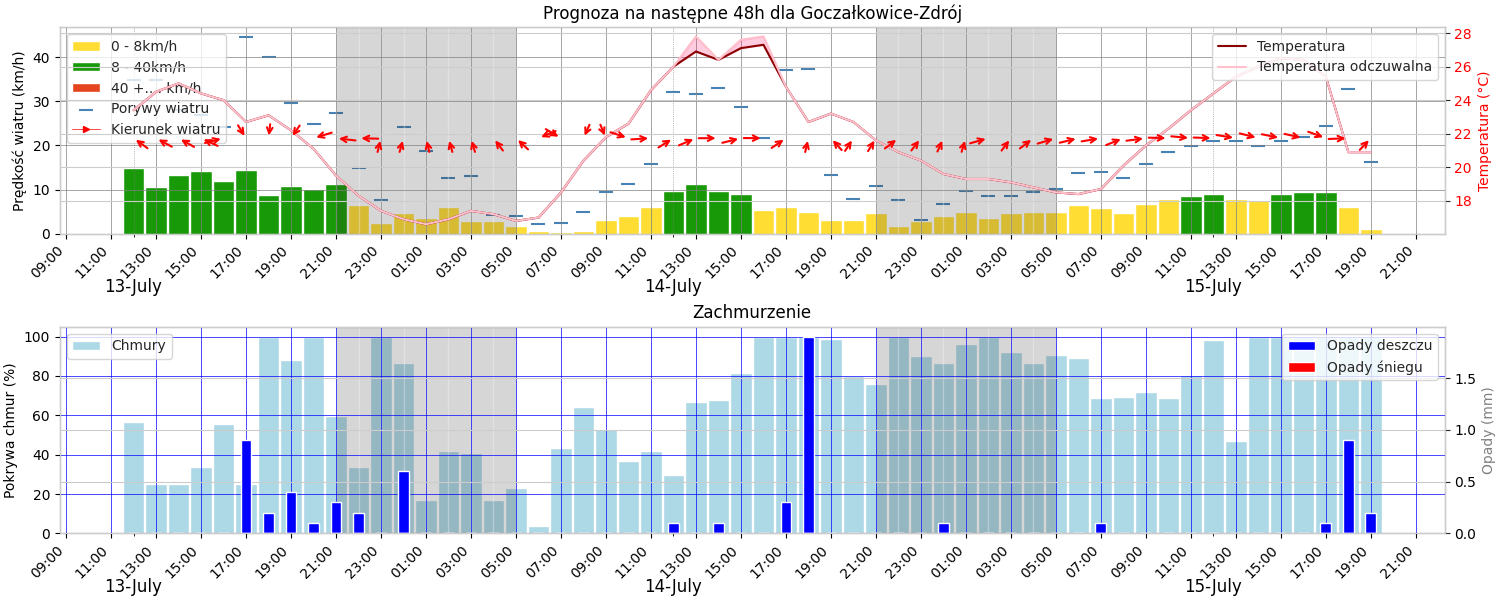 Prognoza na następne 48h dla Goczałkowice-Zdrój
Prędkość wiatru (km/h)
40
30
20
10
0
0 - 8km/h
8 - 40km/h
40 +.... km/h
Porywy wiatru
Kierunek wiatru
Temperatura
Temperatura odczuwalna
28
26
24
22
20
18
Temperatura (°C)
09:00 11:00 13:00 15:00 17:00 19:00 21:00 23:00 01:00 03:00 05:00 07:00 09:00 11:00 13:00 15:00 17:00 19:00 21:00 23:00 01:00 03:00 05:00 07:00 09:00 11:00 13:00 15:00 17:00 19:00 21:00
13-July 14-July 15-July
Zachmurzenie
Pokrywa chmur (%)
100
80
60
40
20
0
Chmury
Opady deszczu
Opady śniegu
1.5
1.0
0.5
0.0
Opady (mm)
09:00 11:00 13:00 15:00 17:00 19:00 21:00 23:00 01:00 03:00 05:00 07:00 09:00 11:00 13:00 15:00 17:00 19:00 21:00 23:00 01:00 03:00 05:00 07:00 09:00 11:00 13:00 15:00 17:00 19:00 21:00
13-July 14-July 15-July